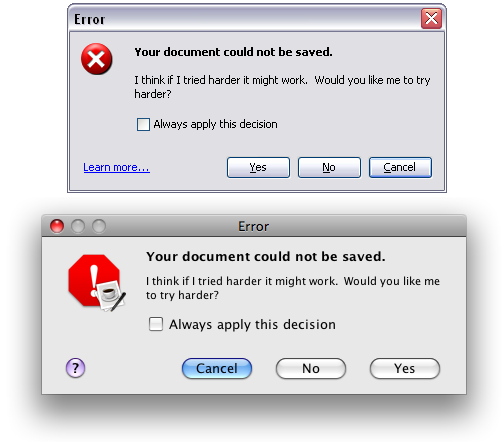 Error
Your document could not be saved.
I think if I tried harder it might work.  Would you like me to try
harder?
Always apply this decision
Learn more...
Yes
No
Cancel
Error
Your document could not be saved.
I think if I tried harder it might work.  Would you like me
to try harder?
Always apply this decision
?
Cancel
No
Yes